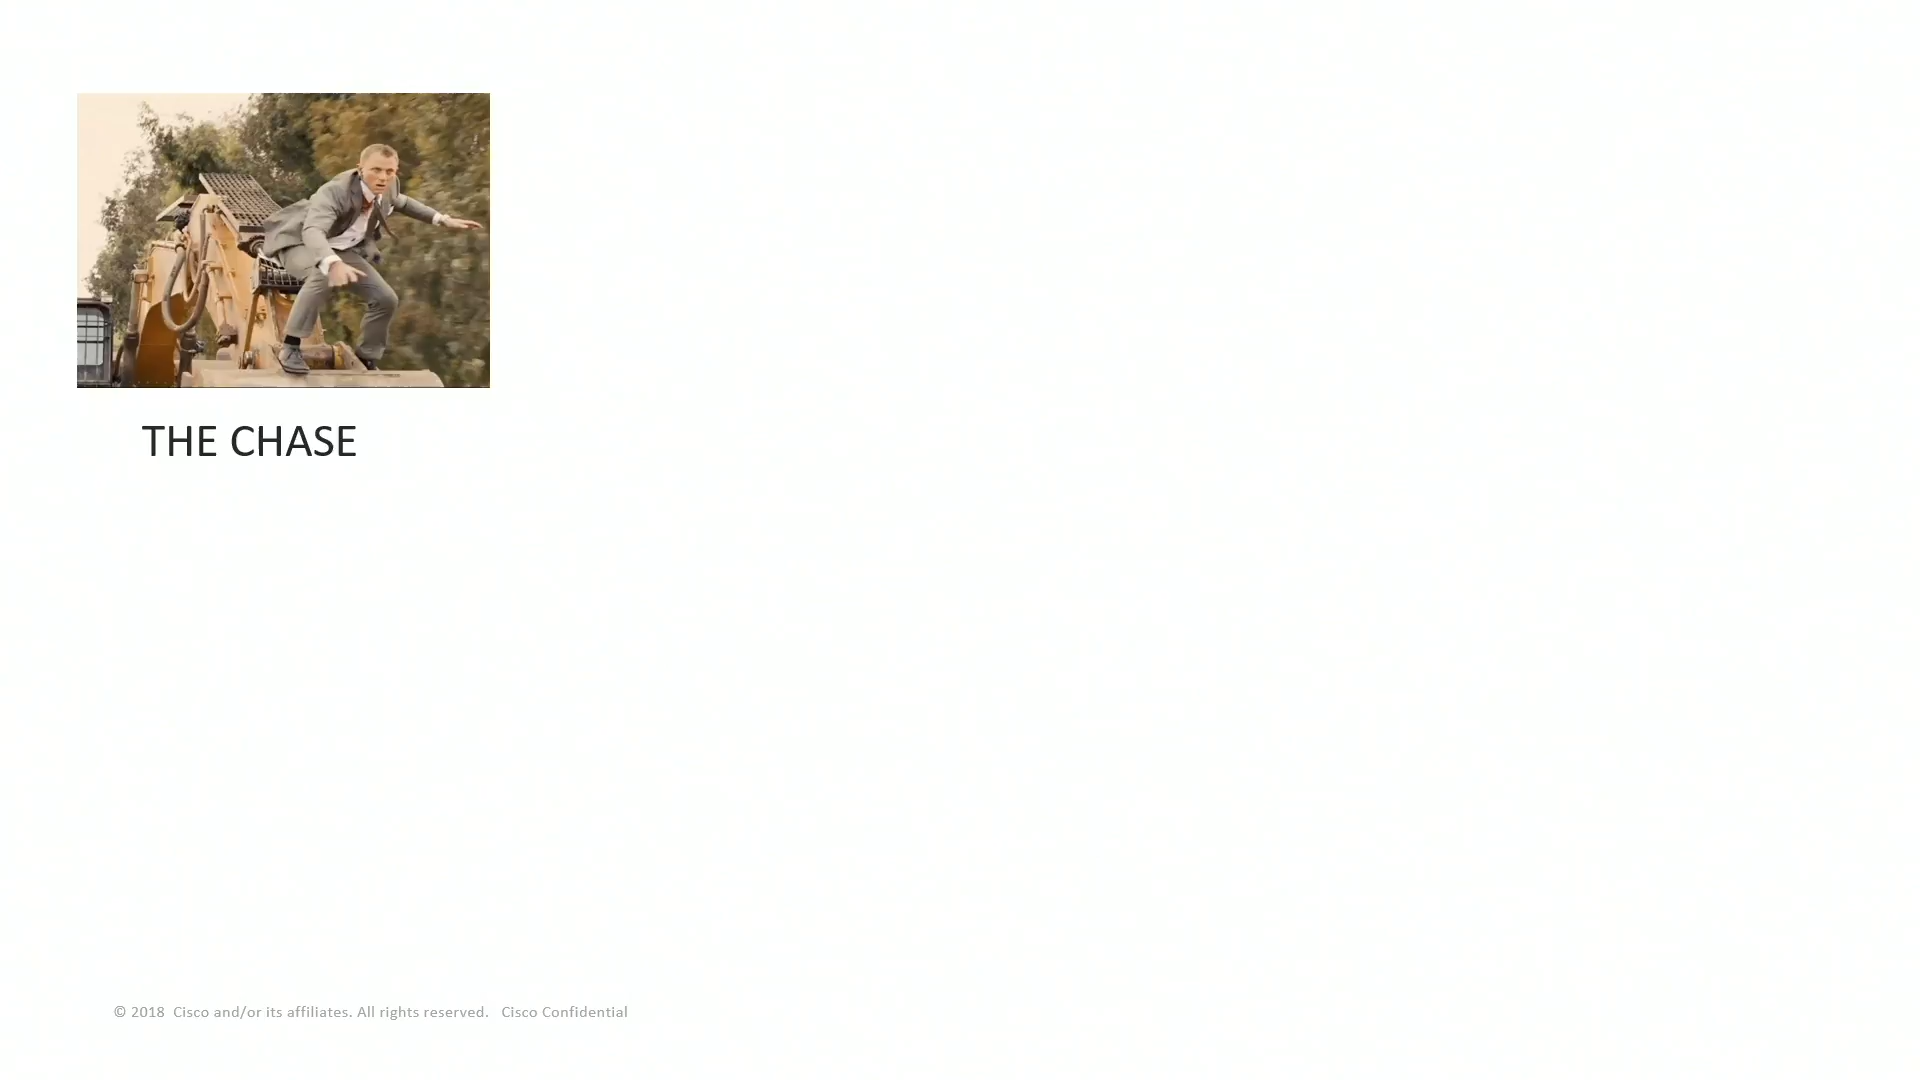 THE CHASE
© 2018 Cisco and/or its affiliates. All rights reserved. Cisco Confidential